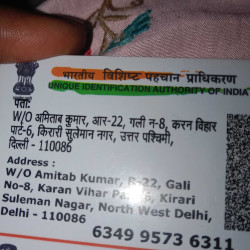 भारतीय विशिष्ट पहचान प्राधिकरण
UNIQUE IDENTIFICATION AUTHORITY OF INDIA
पता:
W/O अमिताब कुमार, आर-22, गली न-8, करन विहार
पार्ट-6, किरारी सुलेमान नगर, उत्तर पश्चिमी,
दिल्ली - 110086
Address :
W/O Amitab Kumar, R-22, Gali
No-8, Karan Vihar Part-6, Kirari
Suleman Nagar, North West Delhi,
Delhi - 110086
6349 9573 6311